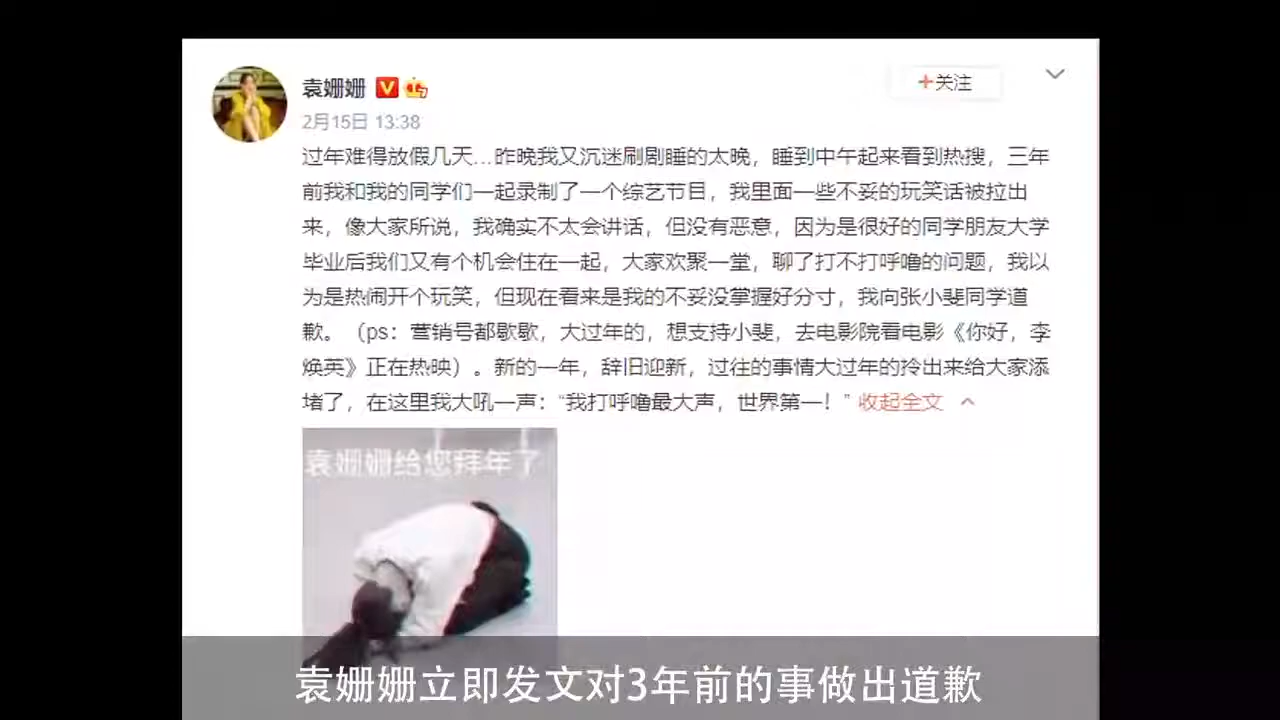 袁姗姗
+关注
2月15日 13:38
过年难得放假几天...昨晚我又沉迷刷剧睡的太晚，睡到中午起来看到热搜，三年
前我和我的同学们一起录制了一个综艺节目，我里面一些不妥的玩笑话被拉出
来，像大家所说，我确实不太会讲话，但没有恶意，因为是很好的同学朋友大学
毕业后我们又有个机会住在一起，大家欢聚一堂，聊了打不打呼噜的问题，我以
为是热闹开个玩笑，但现在看来是我的不妥没掌握好分寸，我向张小斐同学道
歉。（ps：营销号都歇歇，大过年的，想支持小斐，去电影院看电影《你好，李
焕英》正在热映）。新的一年，辞旧迎新，过往的事情大过年的拎出来给大家添
堵了，在这里我大吼一声：“我打呼噜最大声，世界第一！” 收起全文
袁姗姗给您拜年了
袁姗姗立即发文对3年前的事做出道歉